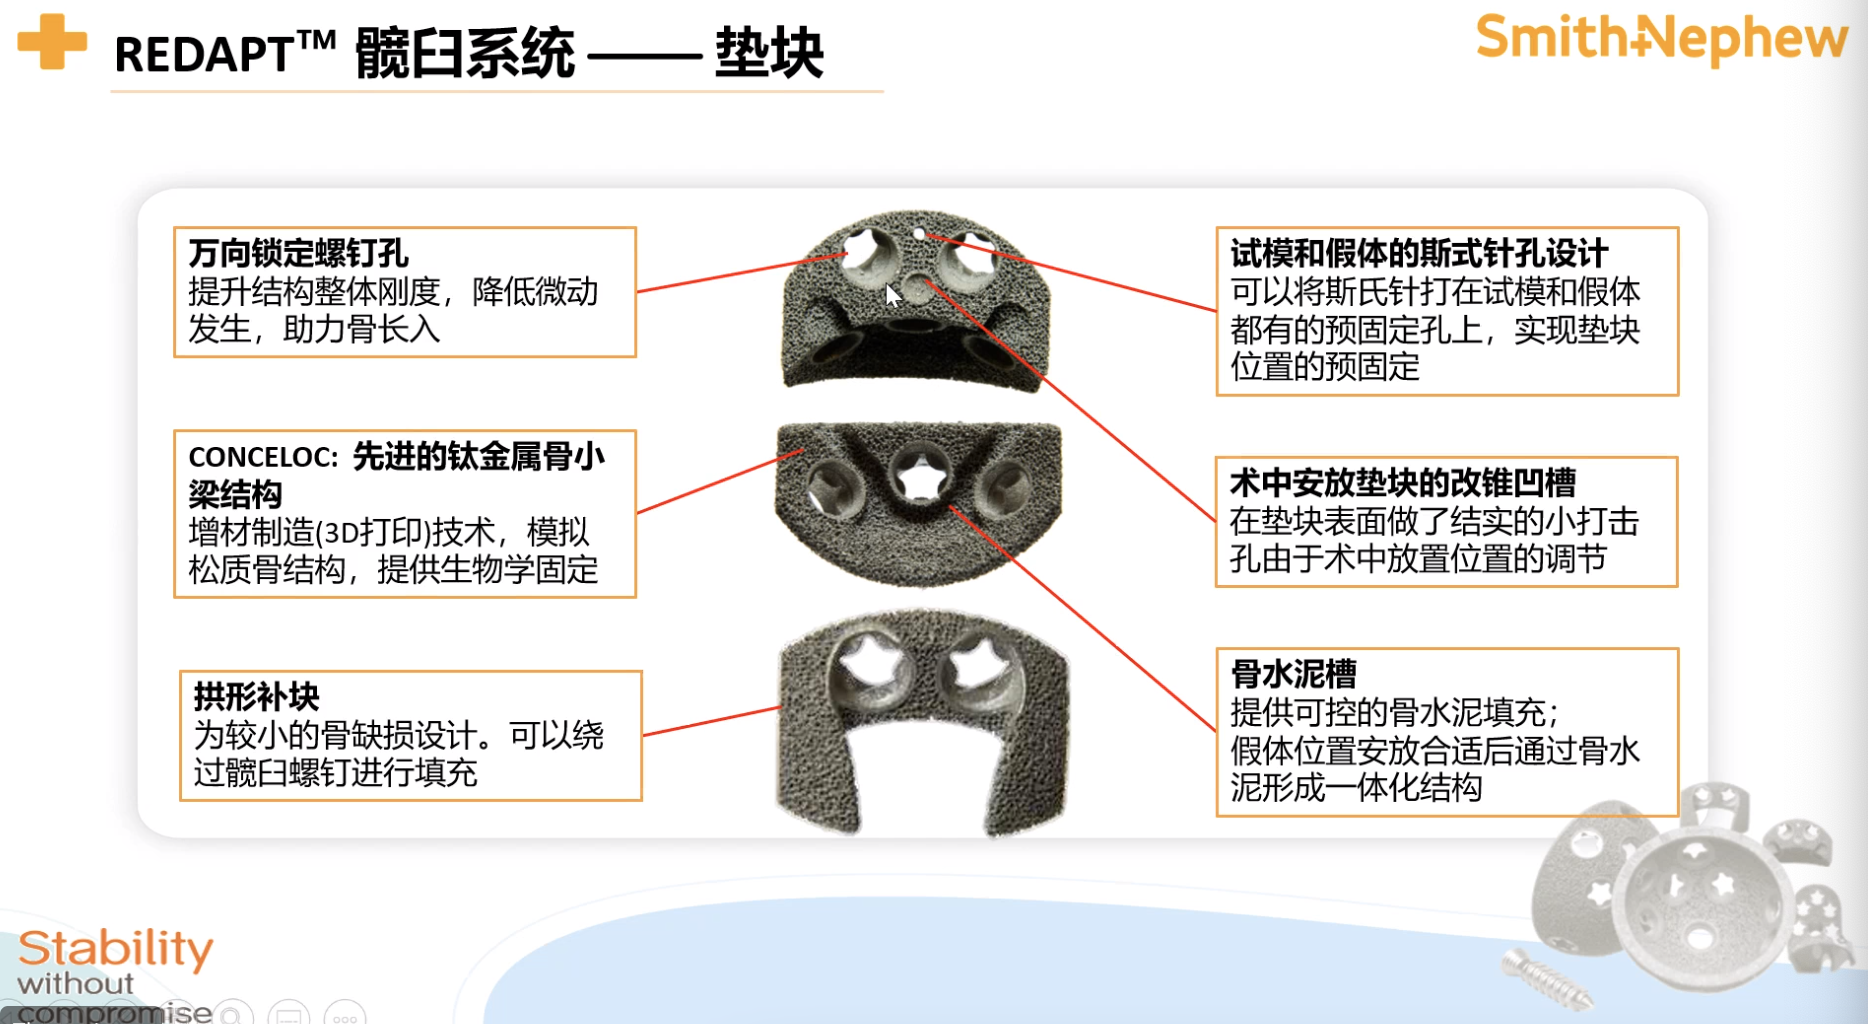 REDAPT™ 髋臼系统 —— 垫块
Smith+Nephew
万向锁定螺钉孔
提升结构整体刚度，降低微动
发生，助力骨长入
CONCELOC: 先进的钛金属骨小
梁结构
增材制造(3D打印)技术，模拟
松质骨结构，提供生物学固定
拱形补块
为较小的骨缺损设计。可以绕
过髋臼螺钉进行填充
试模和假体的斯式针孔设计
可以将斯氏针打在试模和假体
都有的预固定孔上，实现垫块
位置的预固定
术中安放垫块的改锥凹槽
在垫块表面做了结实的小打击
孔由于术中放置位置的调节
骨水泥槽
提供可控的骨水泥填充；
假体位置安放合适后通过骨水
泥形成一体化结构
Stability
without
compromise